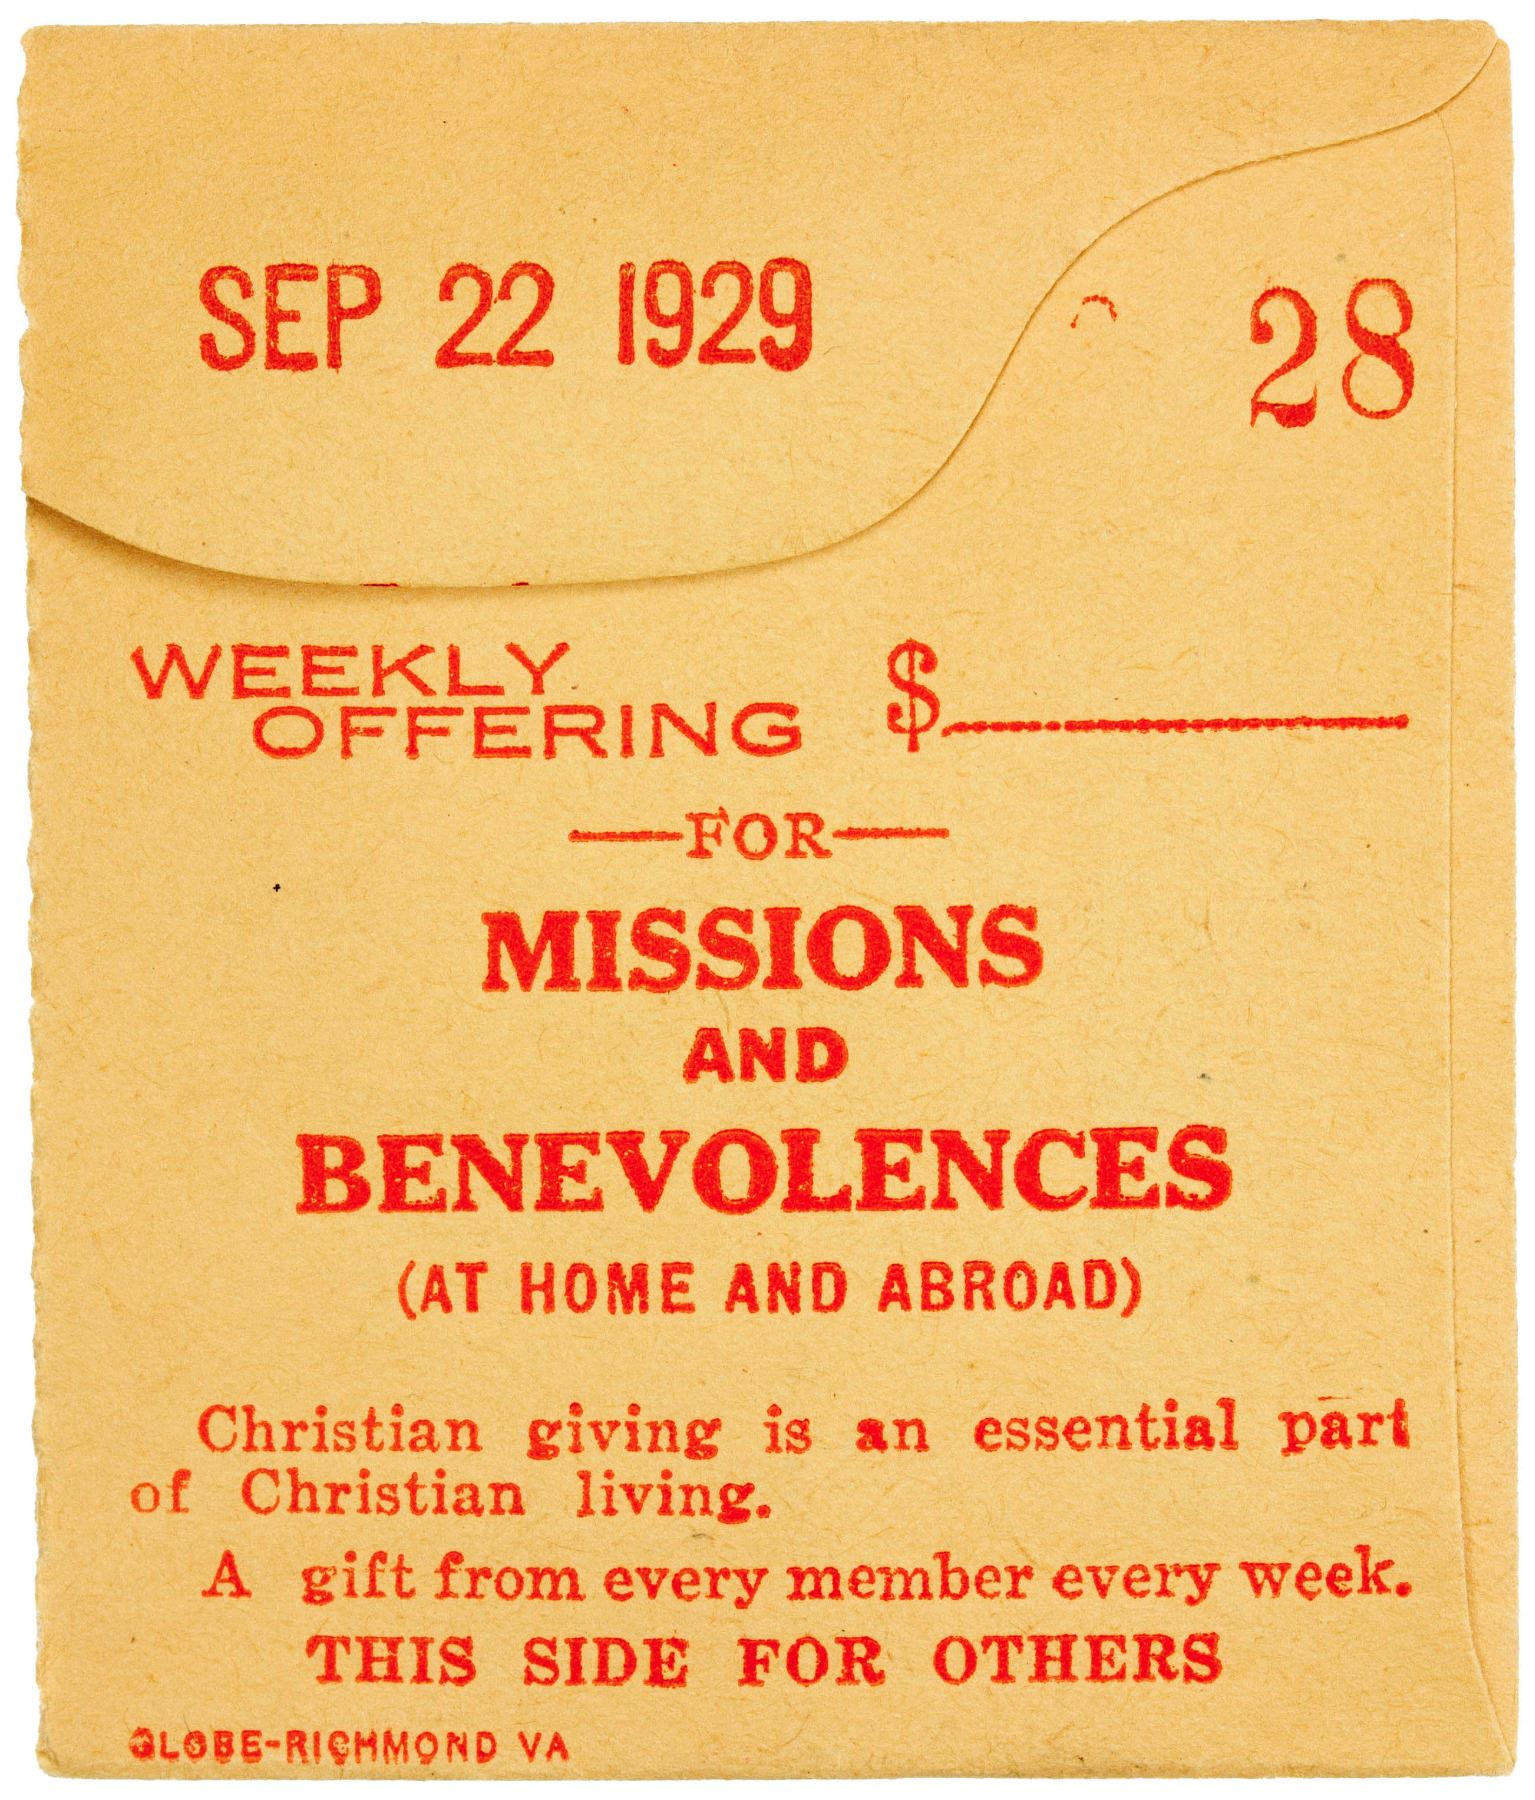 SEP 22 1929
28
WEEKLY
OFFERING $
FOR
MISSIONS
AND
BENEVOLENCES
(AT HOME AND ABROAD)
Christian giving is an essential part
of Christian living.
A gift from every member every week.
THIS SIDE FOR OTHERS
GLOBE-RICHMOND VA